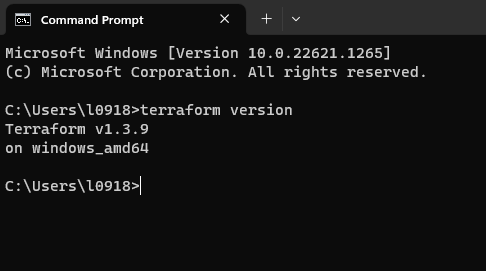 Command Prompt
Microsoft Windows [Version 10.0.22621.1265]
(c) Microsoft Corporation. All rights reserved.
C:\Users\l0918>terraform version
Terraform v1.3.9
on windows_amd64
C:\Users\l0918>